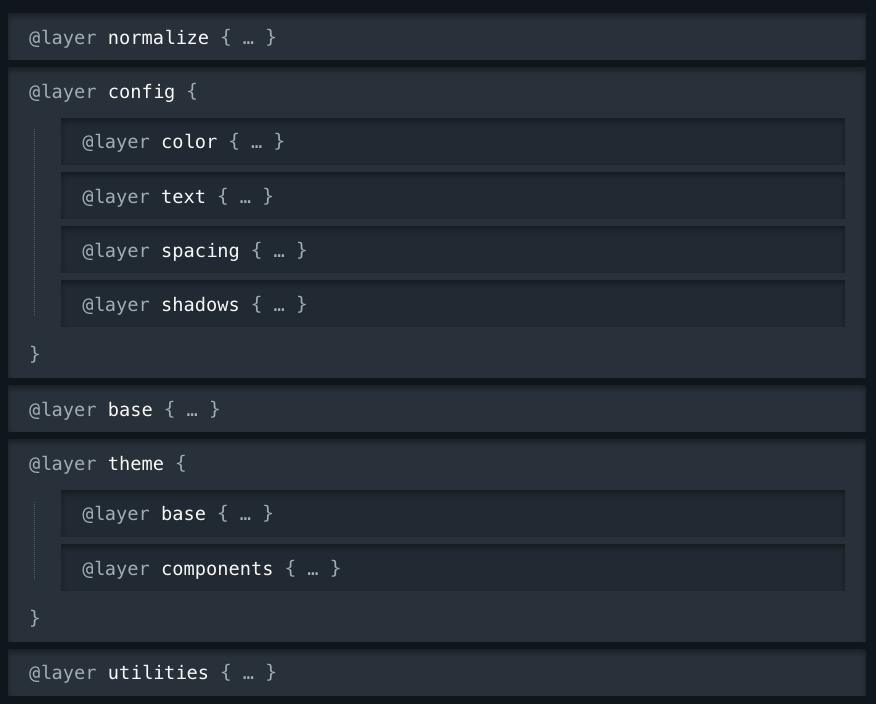 @layer normalize { … }
@layer config {
@layer color { … }
@layer text { … }
@layer spacing { … }
@layer shadows { … }
}
@layer base { … }
@layer theme {
@layer base { … }
@layer components { … }
}
@layer utilities { … }